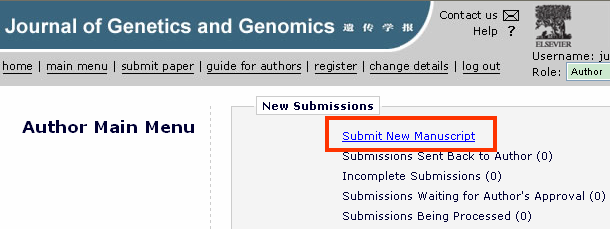 Journal of Genetics and Genomics 遗传学报
Contact us
Help ?
ELSEVIER
Username: ju
Role: Author
home | main menu | submit paper | guide for authors | register | change details | log out
Author Main Menu
New Submissions
Submit New Manuscript
Submissions Sent Back to Author (0)
Incomplete Submissions (0)
Submissions Waiting for Author's Approval (0)
Submissions Being Processed (0)